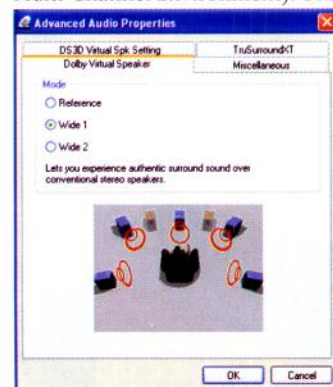 Advanced Audio Properties
DS3D Virtual Spk Setting
TruSurroundXT
Dolby Virtual Speaker
Miscellaneous
Mode
Reference
Wide 1
Wide 2
Lets you experience authentic surround sound over
conventional stereo speakers.
OK
Cancel